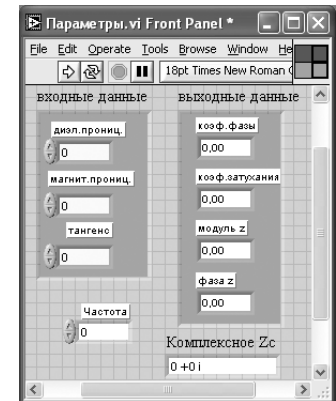 Параметры.vi Front Panel *
File Edit Operate Tools Browse Window He
18pt Times New Roman
входные данные выходные данные
диэл.прониц. коэф.фазы
0 0,00
магнит.прониц. коэф.затухания
0 0,00
тангенс модуль z
0 0,00
фаза z
0,00
Частота
0
Комплексное Zc
0 +0 i